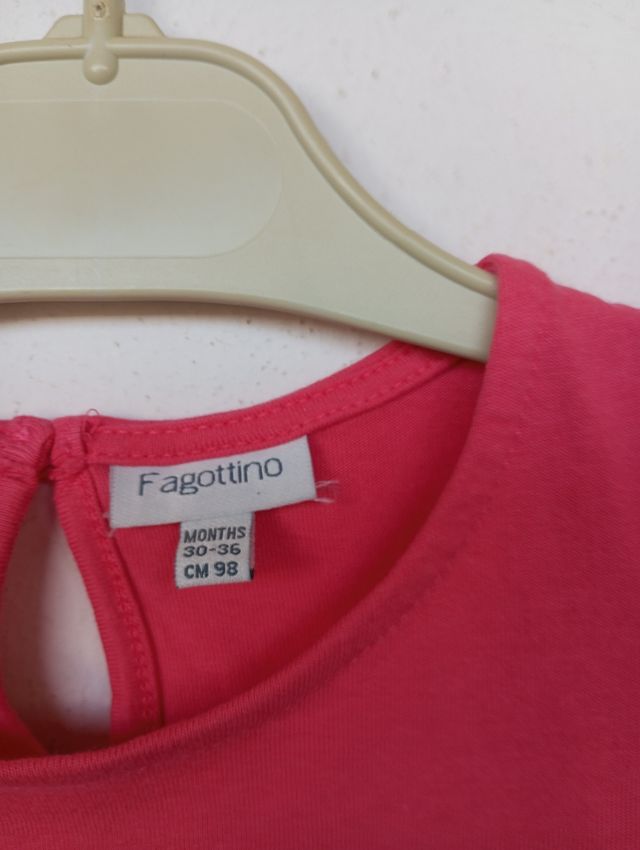 Fagottino
MONTHS
30-36
CM 98